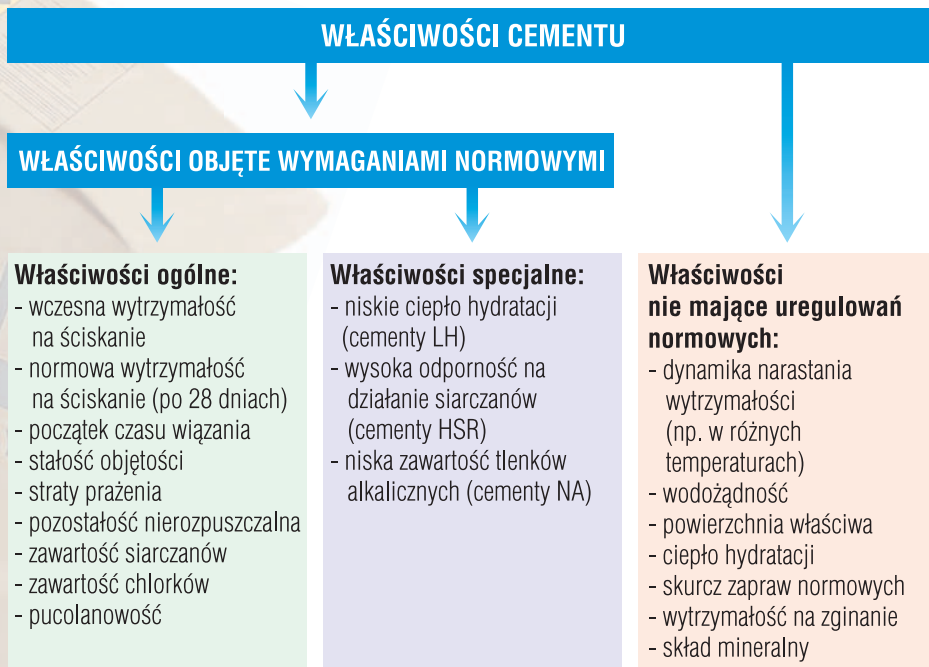 WŁAŚCIWOŚCI CEMENTU
WŁAŚCIWOŚCI OBJĘTE WYMAGANIAMI NORMOWYMI
Właściwości ogólne:
- wczesna wytrzymałość
na ściskanie
- normowa wytrzymałość
na ściskanie (po 28 dniach)
- początek czasu wiązania
- stałość objętości
- straty prażenia
- pozostałość nierozpuszczalna
- zawartość siarczanów
- zawartość chlorków
- pucolanowość
Właściwości specjalne:
- niskie ciepło hydratacji
(cementy LH)
- wysoka odporność na
działanie siarczanów
(cementy HSR)
- niska zawartość tlenków
alkalicznych (cementy NA)
Właściwości
nie mające uregulowań
normowych:
- dynamika narastania
wytrzymałości
(np. w różnych
temperaturach)
- wodożądność
- powierzchnia właściwa
- ciepło hydratacji
- skurcz zapraw normowych
- wytrzymałość na zginanie
- skład mineralny